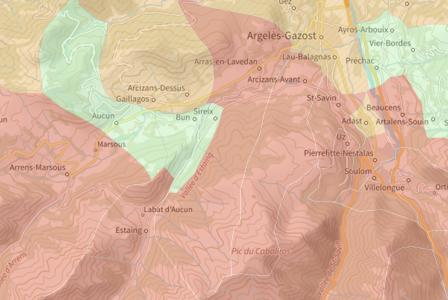 Gez
Ayros-Arbouix
Argelès-Gazost
Vier-Bordes
Lau-Balagnas
Arras-en-Lavedan
Préchac
Arcizans-Avant
Arcizans-Dessus
Gaillagos
St-Savin
Sireix
Beaucens
Aucun
Bun
Adast
Artalens-Souin
Uz
Marsous
Pierrefitte-Nestalas
Arrens-Marsous
Soulom
Vallée d'Estaing
Villelongue
Labat d'Aucun
Estaing
Pic du Cabaliros